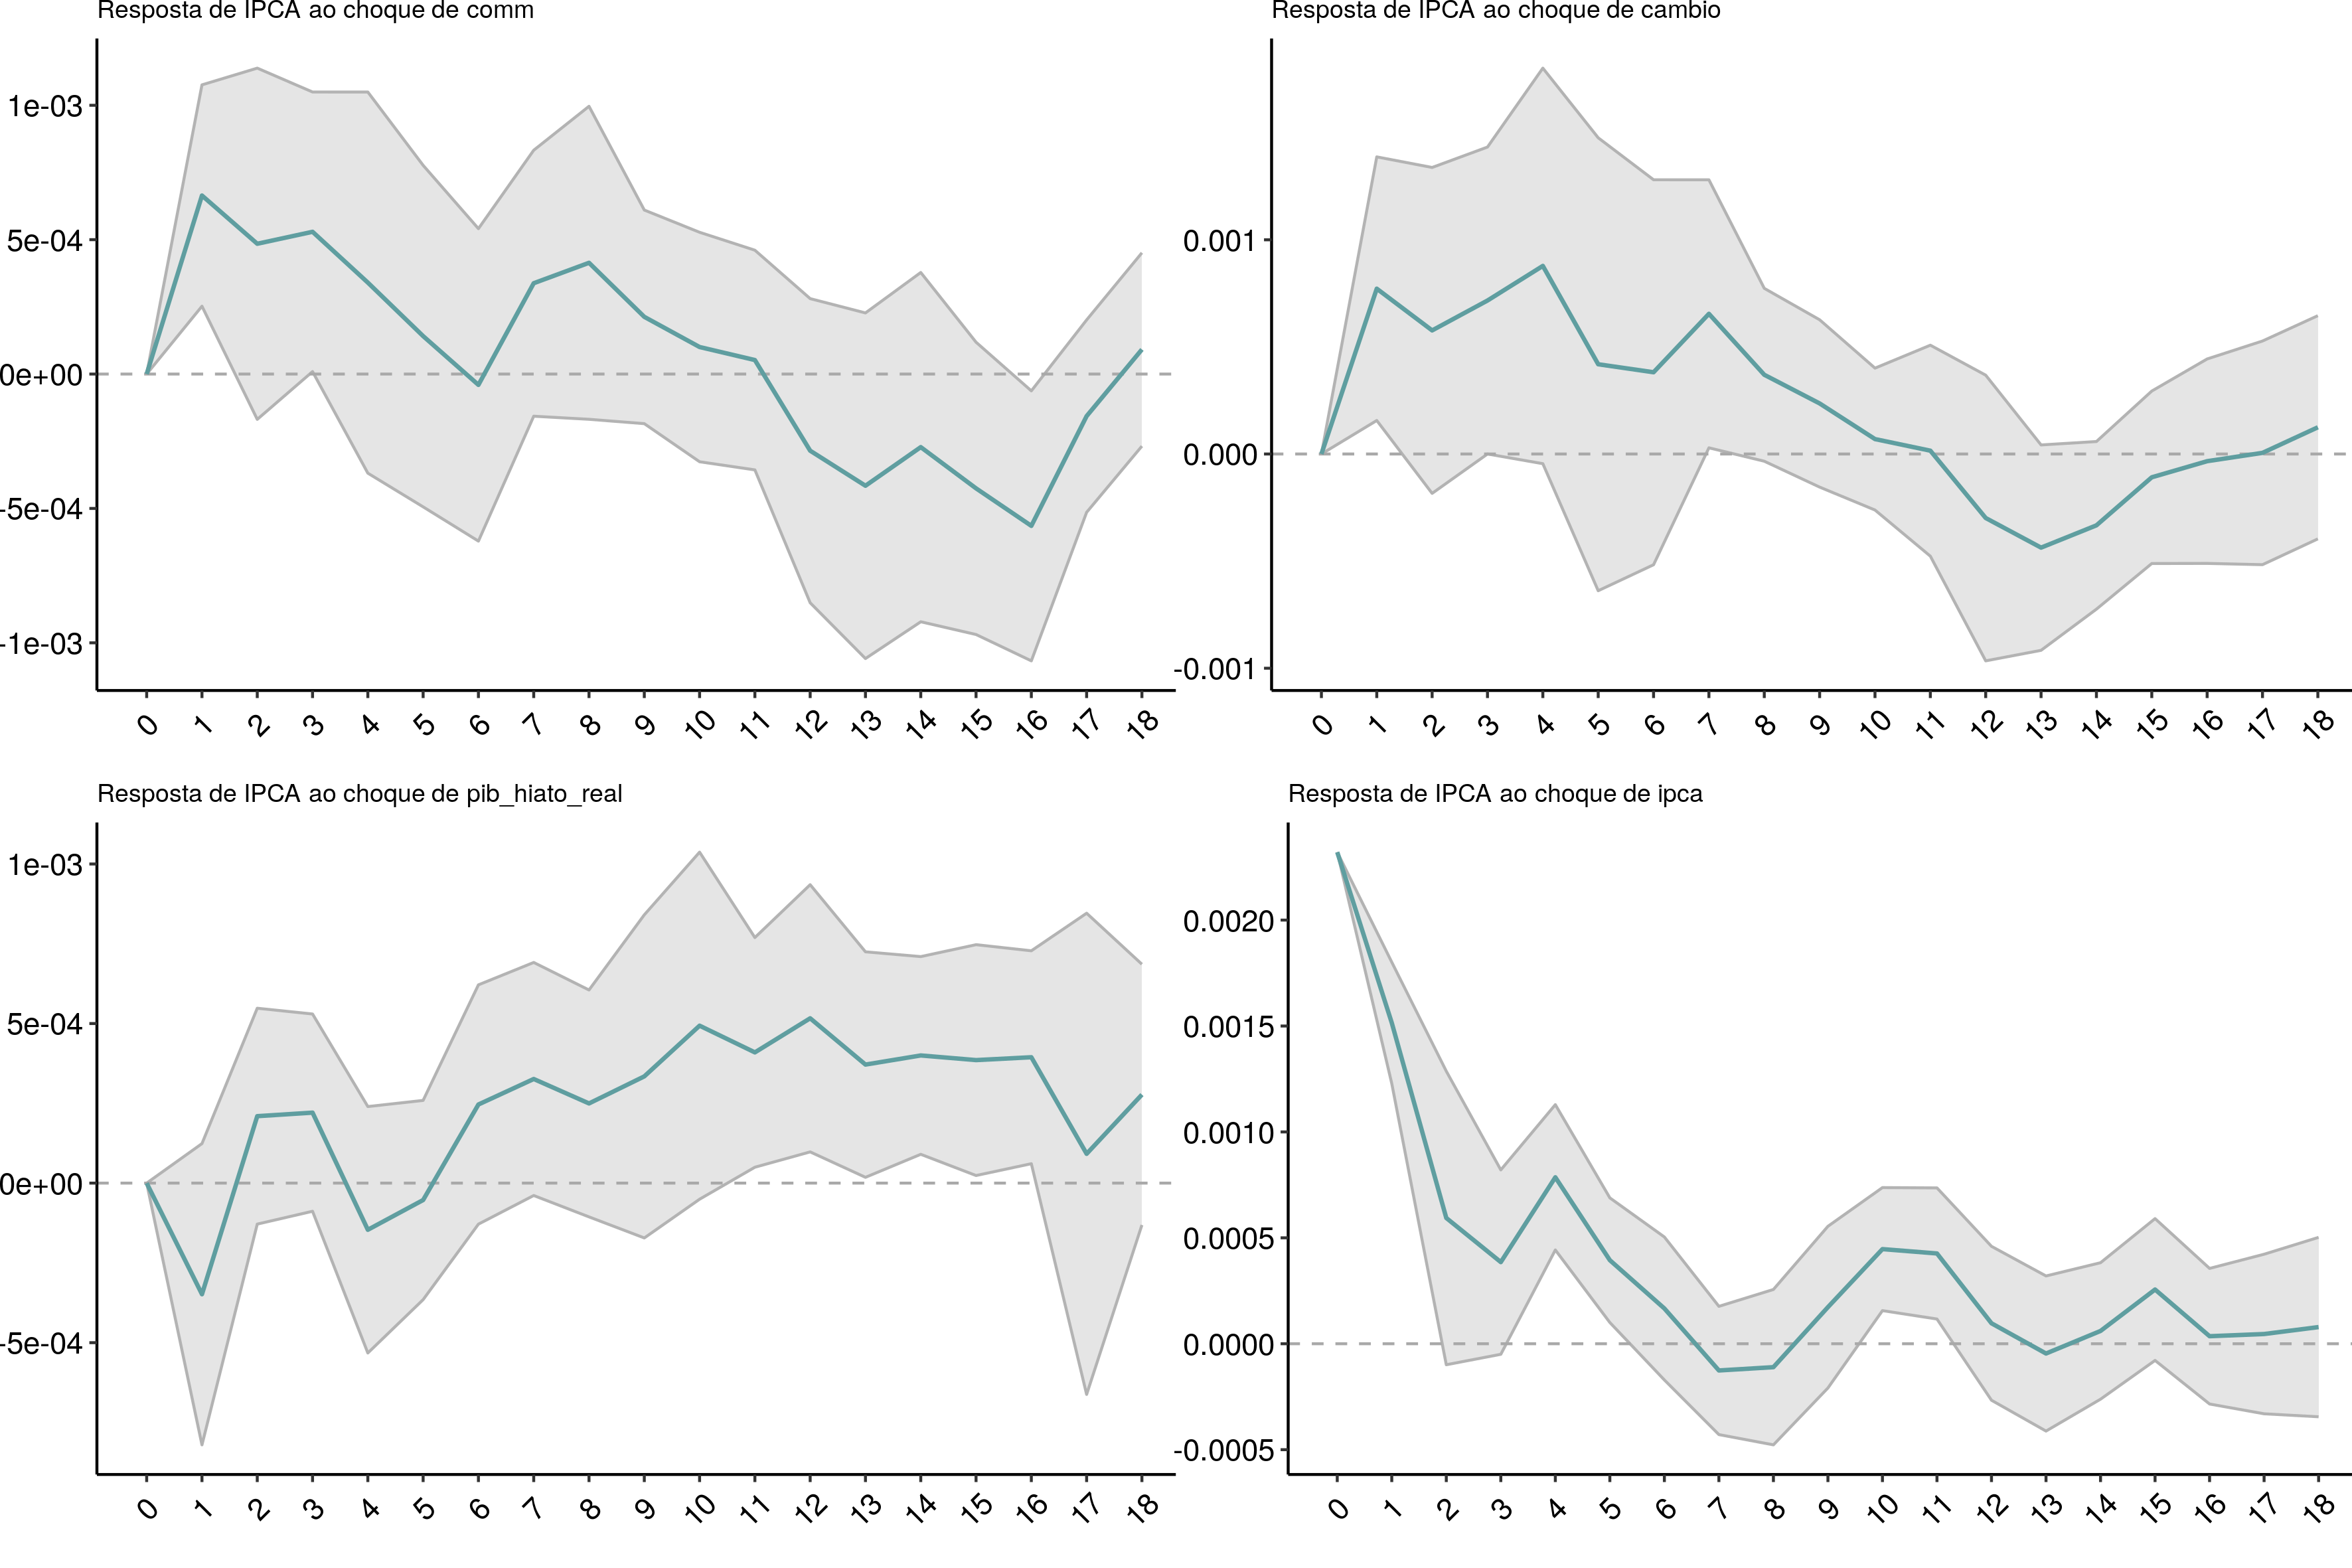 Resposta de IPCA ao choque de comm
1e-03
5e-04
0e+00
-5e-04
-1e-03
0 1 2 3 4 5 6 7 8 9 10 11 12 13 14 15 16 17 18
Resposta de IPCA ao choque de cambio
0.001
0.000
-0.001
0 1 2 3 4 5 6 7 8 9 10 11 12 13 14 15 16 17 18
Resposta de IPCA ao choque de pib_hiato_real
1e-03
5e-04
0e+00
-5e-04
0 1 2 3 4 5 6 7 8 9 10 11 12 13 14 15 16 17 18
Resposta de IPCA ao choque de ipca
0.0020
0.0015
0.0010
0.0005
0.0000
-0.0005
0 1 2 3 4 5 6 7 8 9 10 11 12 13 14 15 16 17 18